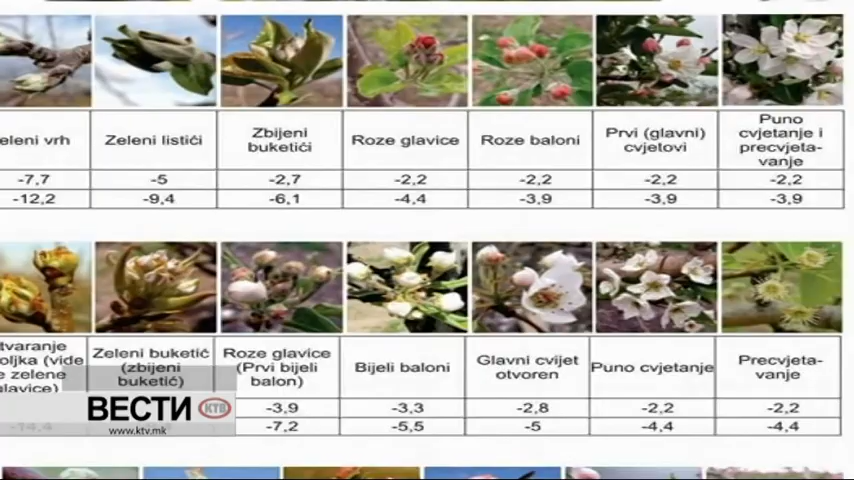 eleni vrh
Zeleni listići
Zbijeni
buketići
Roze glavice
Roze baloni
Prvi (glavni)
cvjetovi
Puno
cvjetanje i
precvjeta-
vanje
-7,7 -5 -2,7 -2,2 -2,2 -2,2 -2,2
-12,2 -9,4 -6,1 -4,4 -3,9 -3,9 -3,9
tvaranje
oljka (vide
e zelene
glavice)
Zeleni buketić
(zbijeni
buketić)
Roze glavice
(Prvi bijeli
balon)
Bijeli baloni
Glavni cvijet
otvoren
Puno cvjetanje
Precvjeta-
vanje
-3,9 -3,3 -2,8 -2,2 -2,2
-14,4 -7,2 -5,5 -5 -4,4 -4,4
ВЕСТИ КТВ
www.ktv.mk